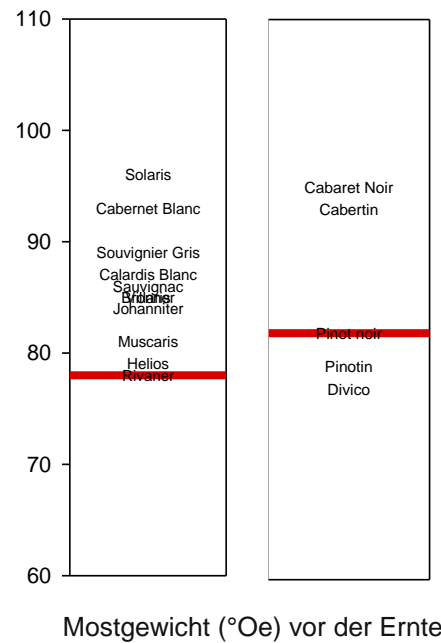 110
100
90
80
70
60
Solaris
Cabernet Blanc
Souvignier Gris
Calardis Blanc
Sauvignac
Johanniter
Muscaris
Helios
Rivaner
Cabaret Noir
Cabertin
Pinot noir
Pinotin
Divico
Mostgewicht (°Oe) vor der Ernte